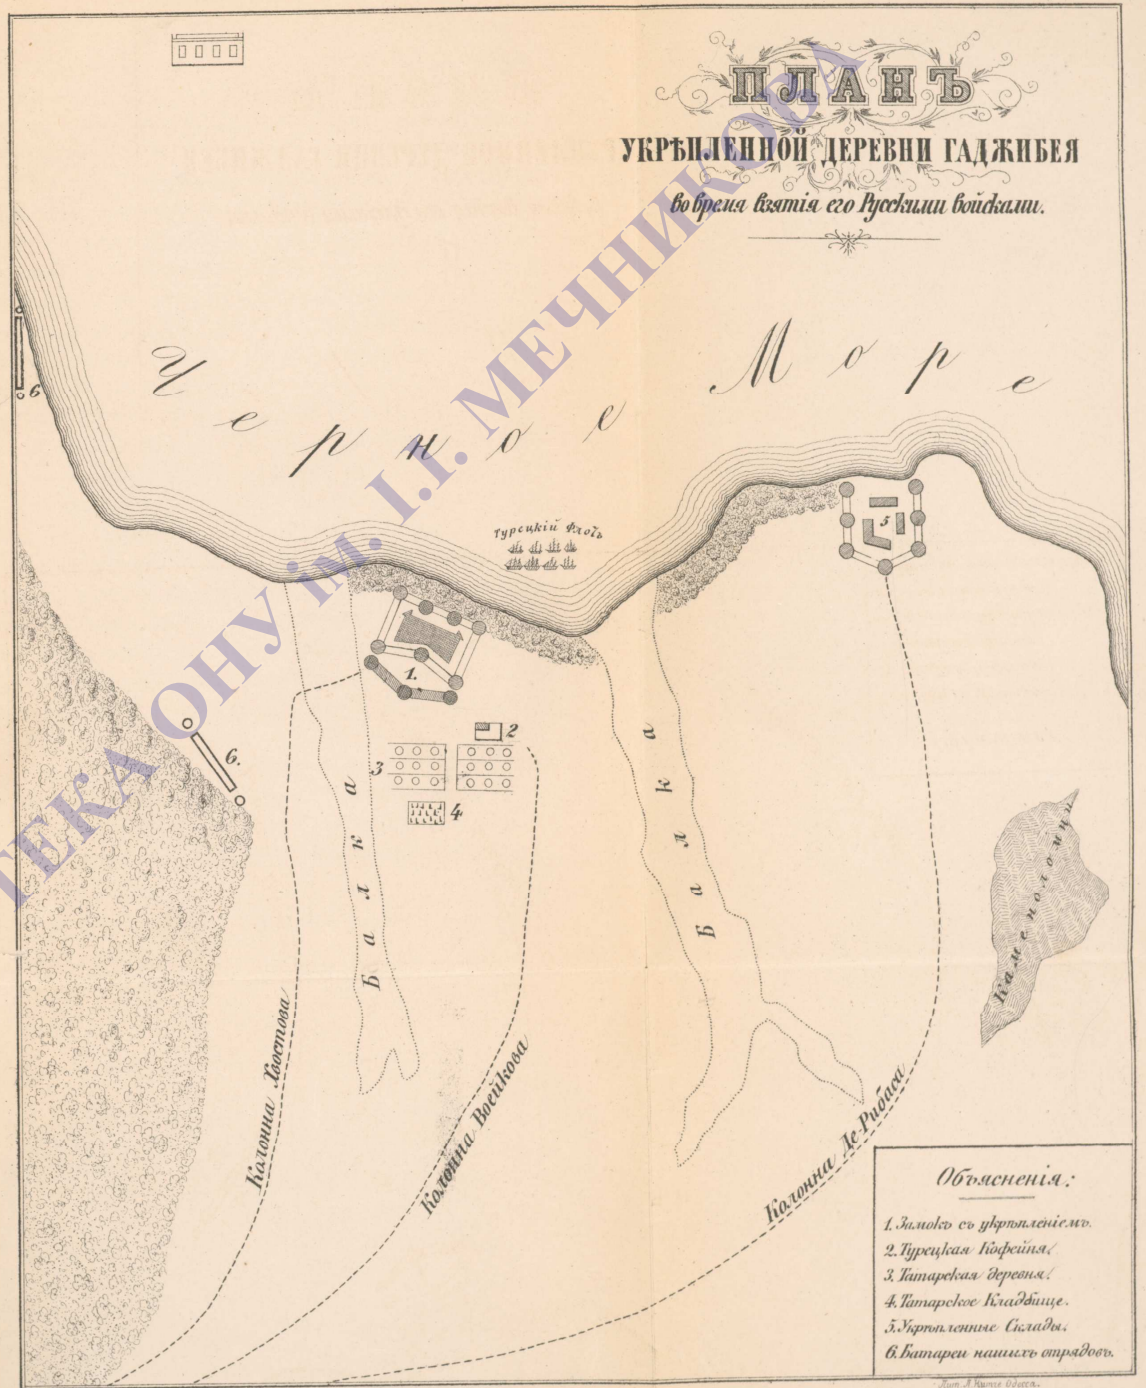 ПЛАНЪ
УКРѢПЛЕННОЙ ДЕРЕВНИ ГАДЖИБЕЯ
во время взятія его Русскими войсками.
Черное Море
Турецкій Флотъ
5
6
1.
6.
2
3
4
Балка
Балка
Каменоломни
Колонна Хвостова
Колонна Воейкова
Колонна Де-Рибаса
Объясненія:
1. Замокъ съ укрѣпленіемъ.
2. Турецкая Кофейня.
3. Татарская деревня.
4. Татарское Кладбище.
5. Укрѣпленные Склады.
6. Батареи нашихъ отрядовъ.
Одесса.
ТЕКА ОНУ ім. І.І. МЕЧНИКОВА